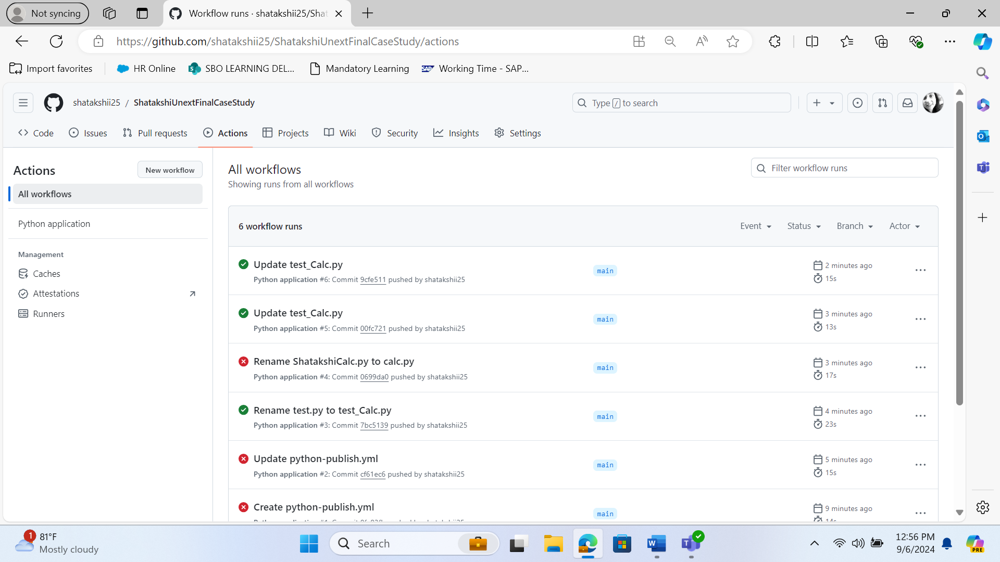 Not syncing
Workflow runs · shatakshii25/Shat
https://github.com/shatakshii25/ShatakshiUnextFinalCaseStudy/actions
Import favorites
HR Online
SBO LEARNING DEL...
Mandatory Learning
SAP
Working Time - SAP...
shatakshii25 / ShatakshiUnextFinalCaseStudy
Type / to search
Code
Issues
Pull requests
Actions
Projects
Wiki
Security
Insights
Settings
Actions
New workflow
All workflows
Python application
Management
Caches
Attestations
Runners
All workflows
Showing runs from all workflows
Filter workflow runs
6 workflow runs
Event
Status
Branch
Actor
Update test_Calc.py
Python application #6: Commit 9cfe511 pushed by shatakshii25
main
2 minutes ago
15s
Update test_Calc.py
Python application #5: Commit 00fc721 pushed by shatakshii25
main
3 minutes ago
13s
Rename ShatakshiCalc.py to calc.py
Python application #4: Commit 0699da0 pushed by shatakshii25
main
3 minutes ago
17s
Rename test.py to test_Calc.py
Python application #3: Commit 7bc5139 pushed by shatakshii25
main
4 minutes ago
23s
Update python-publish.yml
Python application #2: Commit cf61ec6 pushed by shatakshii25
main
5 minutes ago
15s
Create python-publish.yml
main
9 minutes ago
1
81°F
Mostly cloudy
Search
12:56 PM
9/6/2024
PRE